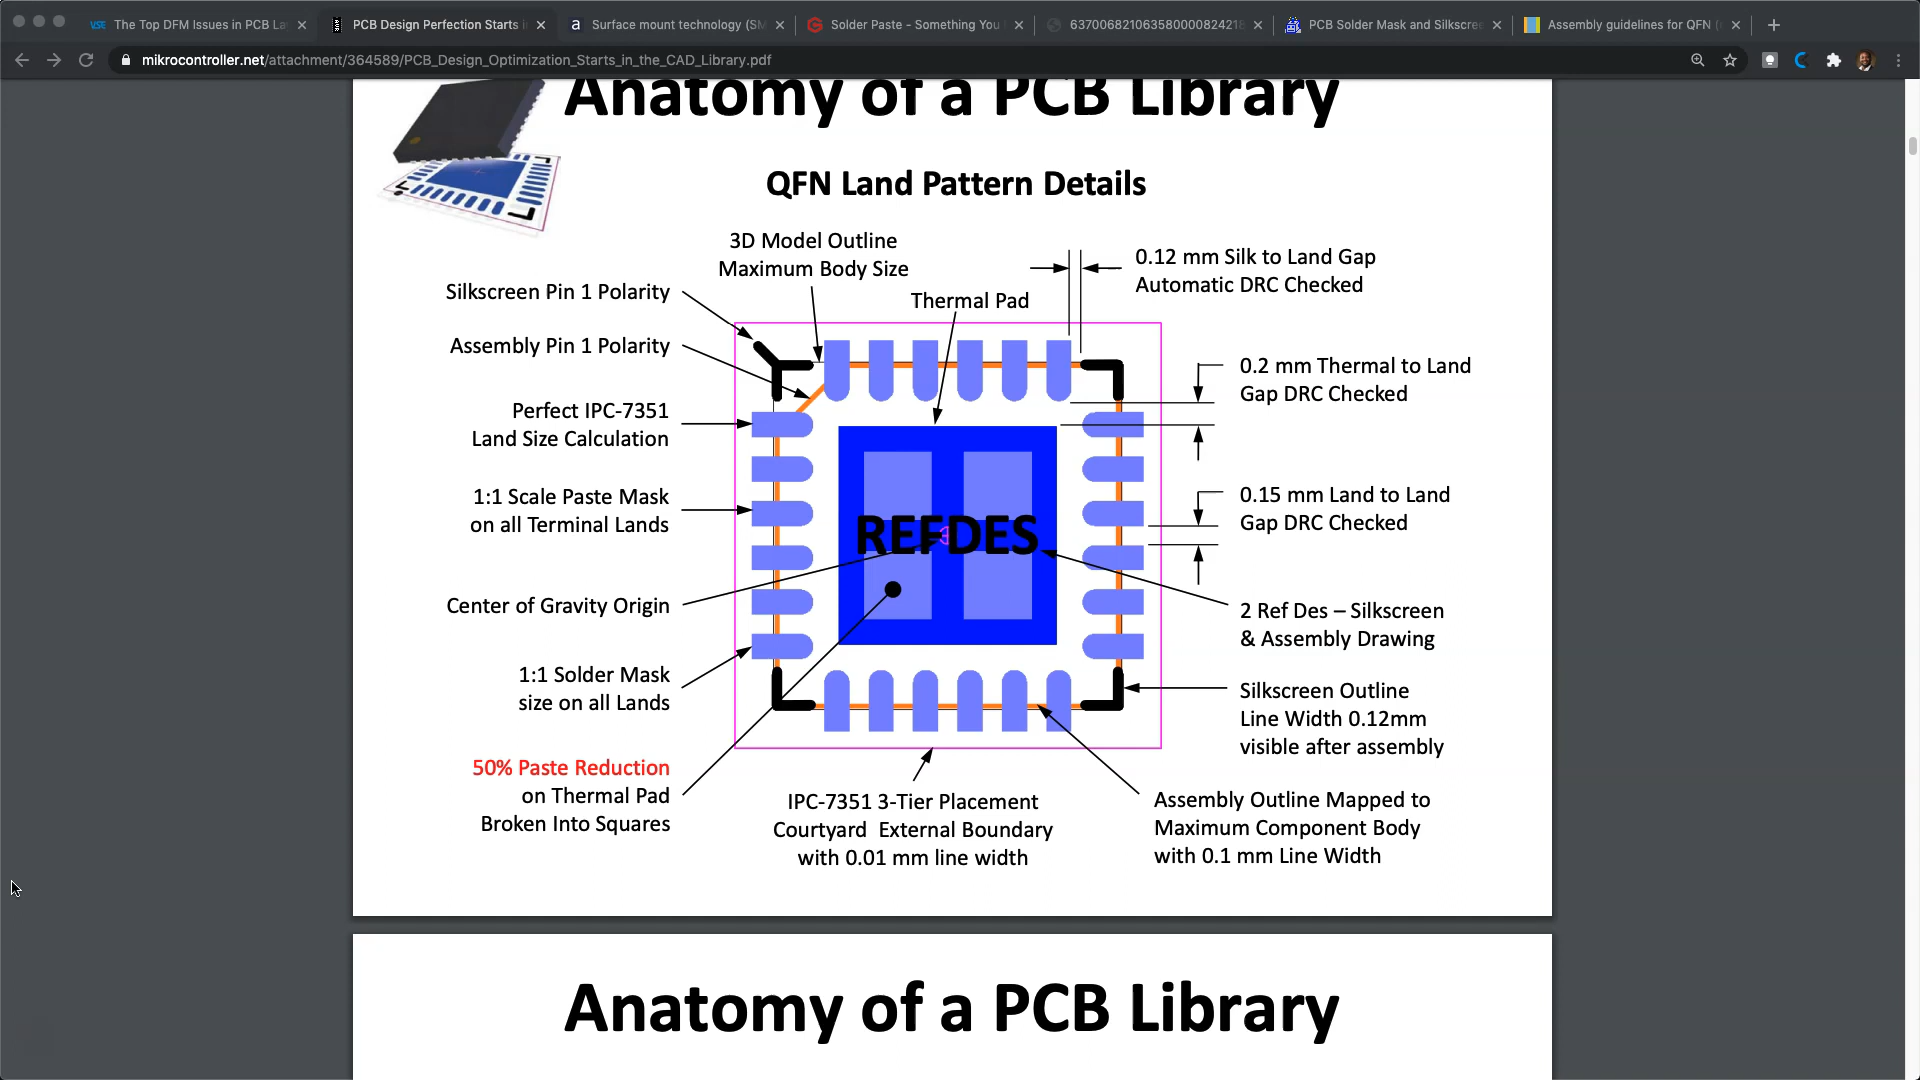 The Top DFM Issues in PCB La
PCB Design Perfection Starts i
Surface mount technology (SM
Solder Paste - Something You
63700682106358000082421
PCB Solder Mask and Silkscree
Assembly guidelines for QFN (
mikrocontroller.net/attachment/364589/PCB_Design_Optimization_Starts_in_the_CAD_Library.pdf
Anatomy of a PCB Library
QFN Land Pattern Details
3D Model Outline
Maximum Body Size
0.12 mm Silk to Land Gap
Automatic DRC Checked
Silkscreen Pin 1 Polarity
Thermal Pad
Assembly Pin 1 Polarity
0.2 mm Thermal to Land
Gap DRC Checked
Perfect IPC-7351
Land Size Calculation
1:1 Scale Paste Mask
on all Terminal Lands
0.15 mm Land to Land
Gap DRC Checked
REFDES
Center of Gravity Origin
2 Ref Des – Silkscreen
& Assembly Drawing
1:1 Solder Mask
size on all Lands
Silkscreen Outline
Line Width 0.12mm
visible after assembly
50% Paste Reduction
on Thermal Pad
Broken Into Squares
IPC-7351 3-Tier Placement
Courtyard External Boundary
with 0.01 mm line width
Assembly Outline Mapped to
Maximum Component Body
with 0.1 mm Line Width
Anatomy of a PCB Library